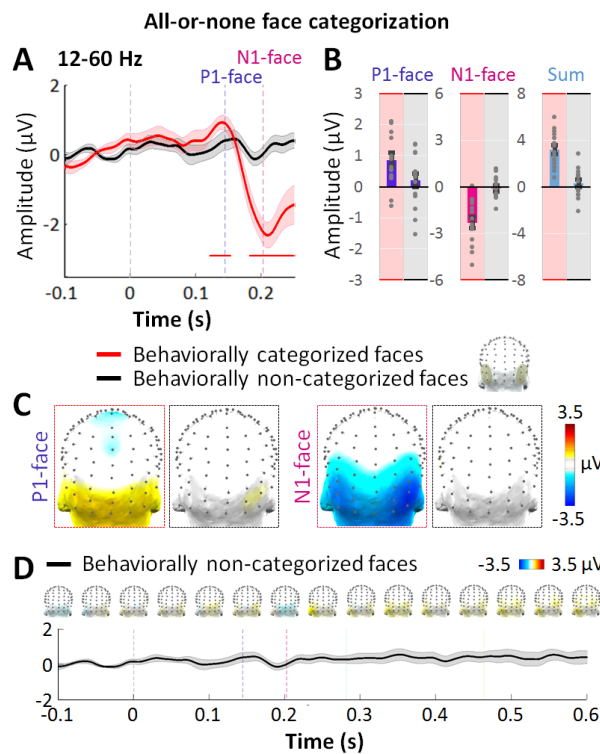 All-or-none face categorization
A
12-60 Hz
N1-face
P1-face
Amplitude (µV)
2
0
-2
-0.1
0
0.1
0.2
Time (s)
B
P1-face
N1-face
Sum
Amplitude (µV)
3
2
1
0
-1
-2
-3
6
3
0
-3
-6
8
4
0
-4
-8
Behaviorally categorized faces
Behaviorally non-categorized faces
C
P1-face
N1-face
3.5
µV
-3.5
D
Behaviorally non-categorized faces
-3.5
3.5 µV
2
0
-2
-0.1
0
0.1
0.2
0.3
0.4
0.5
0.6
Time (s)